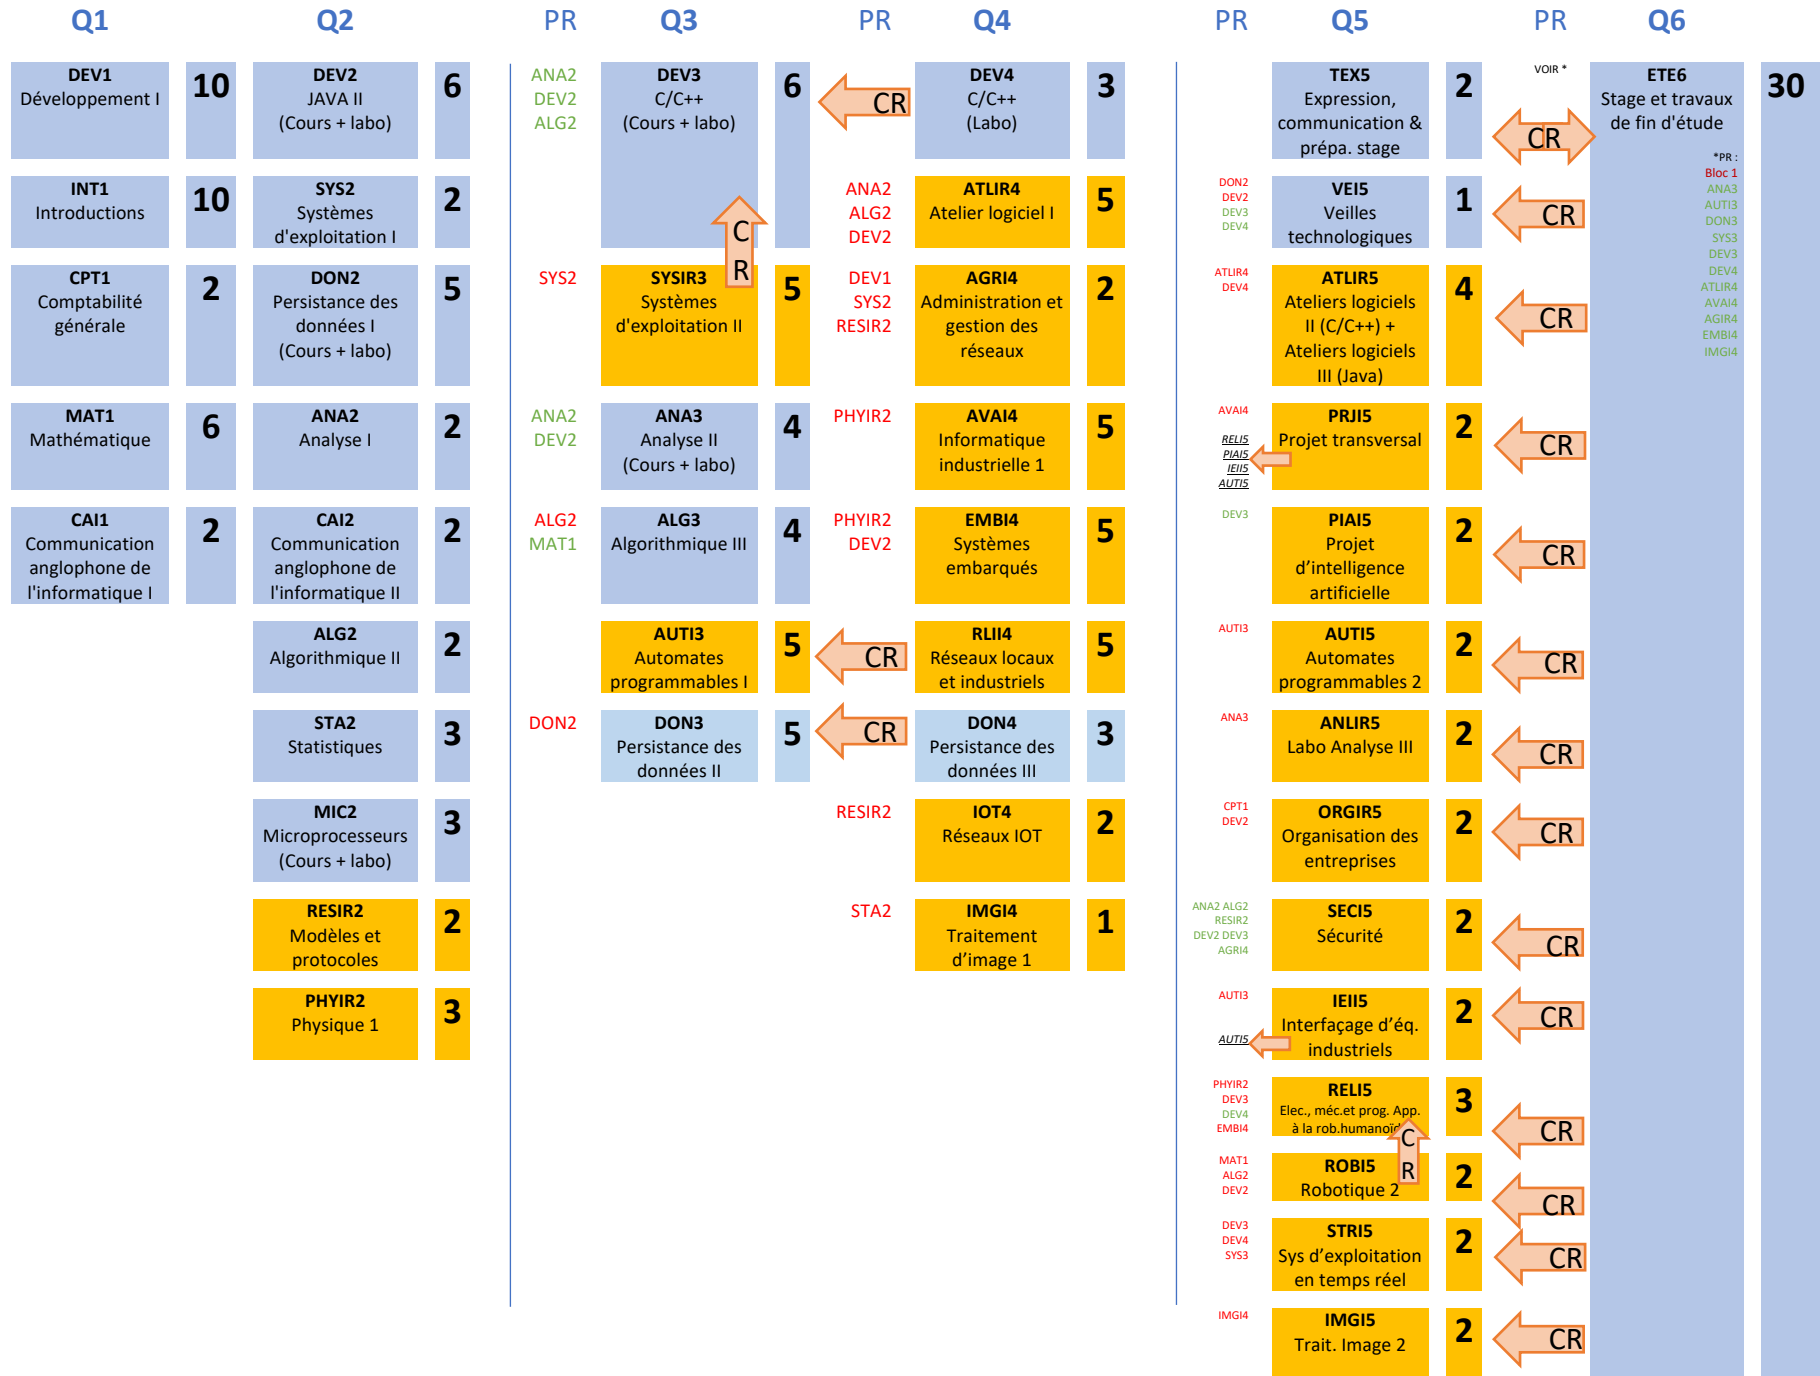 Q1
Q2
PR
Q3
PR
Q4
PR
Q5
PR
Q6
DEV1
Développement I
10
INT1
Introductions
10
CPT1
Comptabilité
générale
2
MAT1
Mathématique
6
CAI1
Communication
anglophone de
l'informatique I
2
DEV2
JAVA II
(Cours + labo)
6
SYS2
Systèmes
d'exploitation I
2
DON2
Persistance des
données I
(Cours + labo)
5
ANA2
Analyse I
2
CAI2
Communication
anglophone de
l'informatique II
2
ALG2
Algorithmique II
2
STA2
Statistiques
3
MIC2
Microprocesseurs
(Cours + labo)
3
RESIR2
Modèles et
protocoles
2
PHYIR2
Physique 1
3
ANA2
DEV2
ALG2
DEV3
C/C++
(Cours + labo)
6
SYS2
C
R
SYSIR3
Systèmes
d'exploitation II
5
ANA2
DEV2
ANA3
Analyse II
(Cours + labo)
4
ALG2
MAT1
ALG3
Algorithmique III
4
AUTI3
Automates
programmables I
5
DON2
DON3
Persistance des
données II
5
CR
DEV4
C/C++
(Labo)
3
ANA2
ALG2
DEV2
ATLIR4
Atelier logiciel I
5
DEV1
SYS2
RESIR2
AGRI4
Administration et
gestion des
réseaux
2
PHYIR2
AVAI4
Informatique
industrielle 1
5
PHYIR2
DEV2
EMBI4
Systèmes
embarqués
5
CR
RLII4
Réseaux locaux
et industriels
5
CR
DON4
Persistance des
données III
3
RESIR2
IOT4
Réseaux IOT
2
STA2
IMGI4
Traitement
d'image 1
1
TEX5
Expression,
communication &
prépa. stage
2
CR
DON2
DEV2
DEV3
DEV4
VEI5
Veilles
technologiques
1
CR
ATLIR4
DEV4
ATLIR5
Ateliers logiciels
II (C/C++) +
Ateliers logiciels
III (Java)
4
CR
AVAI4
RELI5
PIAI5
IEII5
AUTI5
PRJI5
Projet transversal
2
CR
DEV3
PIAI5
Projet
d’intelligence
artificielle
2
CR
AUTI3
AUTI5
Automates
programmables 2
2
CR
ANA3
ANLIR5
Labo Analyse III
2
CR
CPT1
DEV2
ORGIR5
Organisation des
entreprises
2
CR
ANA2 ALG2
RESIR2
DEV2 DEV3
AGRI4
SECI5
Sécurité
2
CR
AUTI3
AUTI5
IEII5
Interfaçage d’éq.
industriels
2
CR
PHYIR2
DEV3
DEV4
EMBI4
RELI5
Elec., méc.et prog. App.
à la rob.humanoïd
3
CR
C
R
MAT1
ALG2
DEV2
ROBI5
Robotique 2
2
CR
DEV3
DEV4
SYS3
STRI5
Sys d’exploitation
en temps réel
2
CR
IMGI4
IMGI5
Trait. Image 2
2
CR
VOIR *
ETE6
Stage et travaux
de fin d'étude
30
*PR :
Bloc 1
ANA3
AUTI3
DON3
SYS3
DEV3
DEV4
ATLIR4
AVAI4
AGIR4
EMBI4
IMGI4